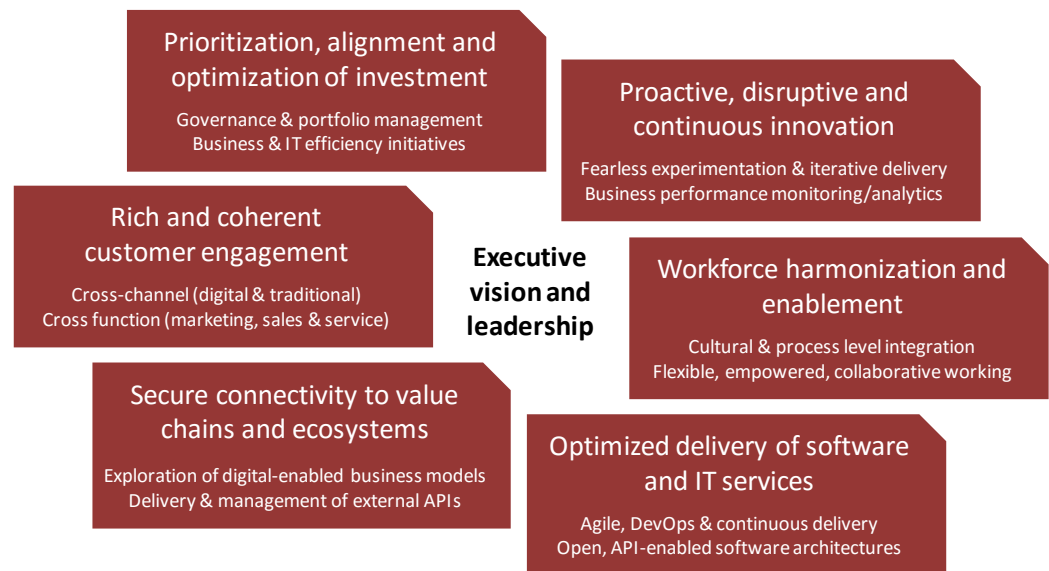 Prioritization, alignment and
optimization of investment
Governance & portfolio management
Business & IT efficiency initiatives
Proactive, disruptive and
continuous innovation
Fearless experimentation & iterative delivery
Business performance monitoring/analytics
Rich and coherent
customer engagement
Cross-channel (digital & traditional)
Cross function (marketing, sales & service)
Executive
vision and
leadership
Workforce harmonization and
enablement
Cultural & process level integration
Flexible, empowered, collaborative working
Secure connectivity to value
chains and ecosystems
Exploration of digital-enabled business models
Delivery & management of external APIs
Optimized delivery of software
and IT services
Agile, DevOps & continuous delivery
Open, API-enabled software architectures